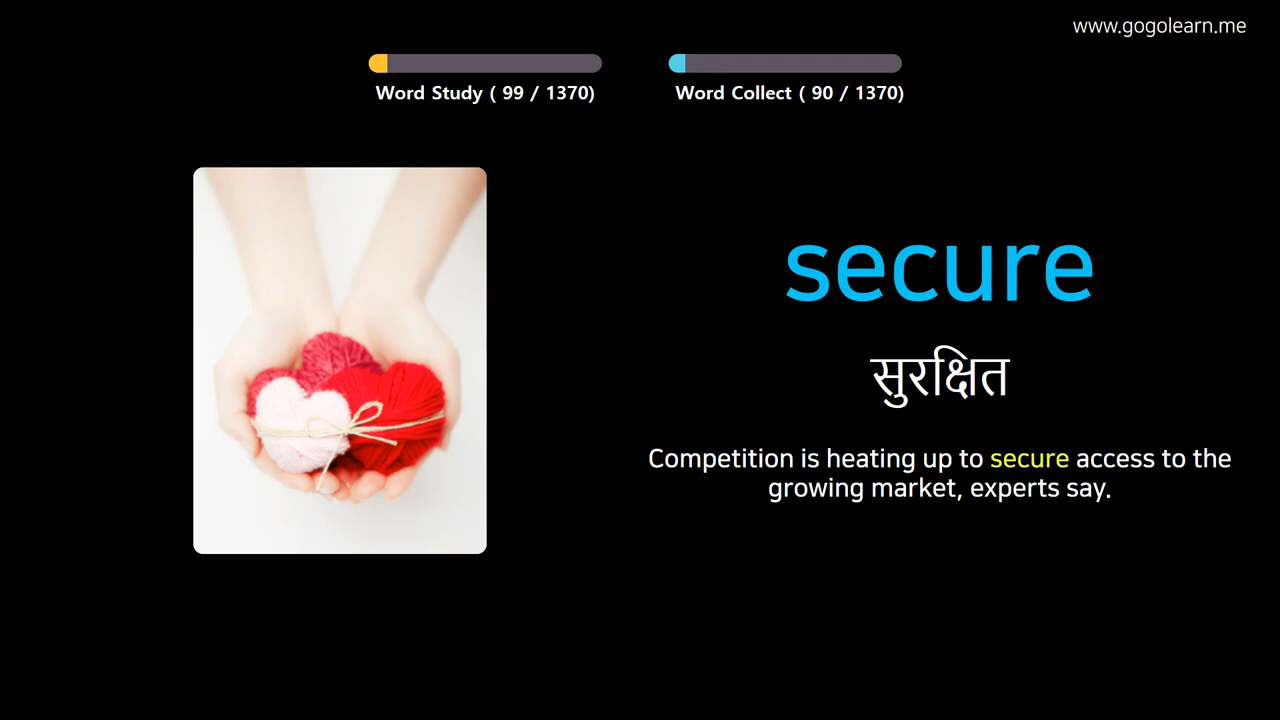 www.gogolearn.me
Word Study ( 99 / 1370)
Word Collect ( 90 / 1370)
secure
सुरक्षित
Competition is heating up to secure access to the
growing market, experts say.